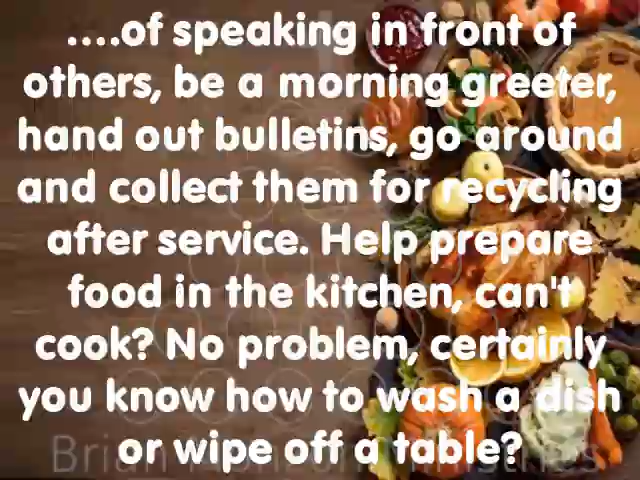 ....of speaking in front of
others, be a morning greeter,
hand out bulletins, go around
and collect them for recycling
after service. Help prepare
food in the kitchen, can't
cook? No problem, certainly
you know how to wash a dish
or wipe off a table?
Brian Ministries